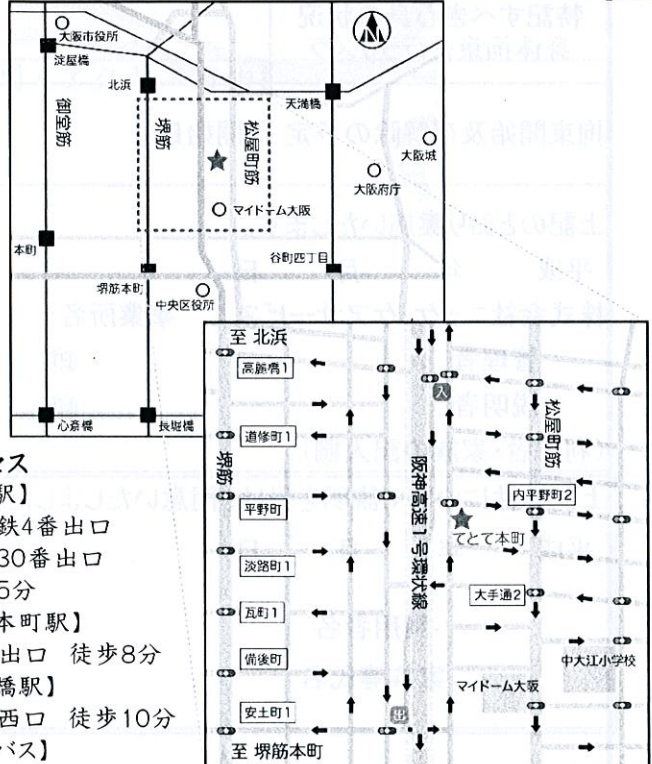 大阪市役所
淀屋橋
北浜
天満橋
御堂筋
堺筋
松屋町筋
大阪城
大阪府庁
マイドーム大阪
本町
谷町四丁目
堺筋本町
中央区役所
心斎橋
長堀橋
至 北浜
高麗橋1
入
松屋町筋
道修町1
堺筋
阪神高速1号環状線
平野町
内平野町2
てとて本町
淡路町1
大手通2
瓦町1
中大江小学校
備後町
マイドーム大阪
安土町1
出
至 堺筋本町
セス
駅】
鉄4番出口
30番出口
5分
本町駅】
出口 徒歩8分
橋駅】
西口 徒歩10分
バス】